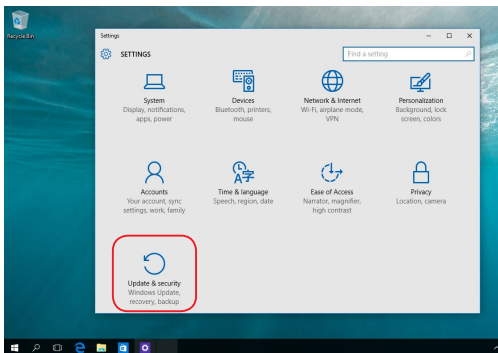 Recycle Bin
Settings
SETTINGS
Find a setting
System
Display, notifications,
apps, power
Devices
Bluetooth, printers,
mouse
Network & Internet
Wi-Fi, airplane mode,
VPN
Personalization
Background, lock
screen, colors
Accounts
Your account, sync
settings, work, family
Time & language
Speech, region, date
Ease of Access
Narrator, magnifier,
high contrast
Privacy
Location, camera
Update & security
Windows Update,
recovery, backup